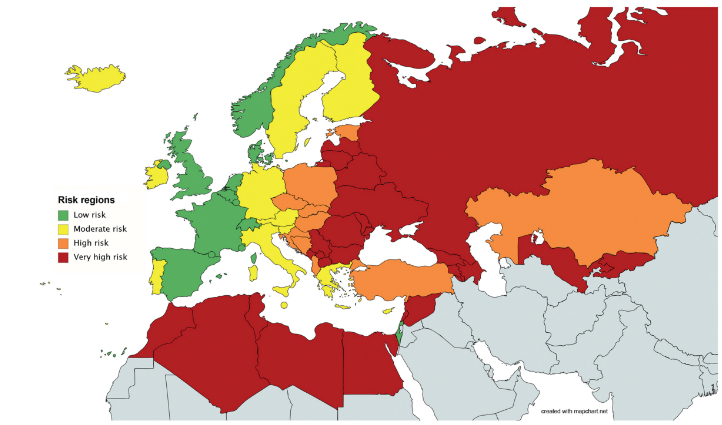 Risk regions
Low risk
Moderate risk
High risk
Very high risk
created with mapchart.net